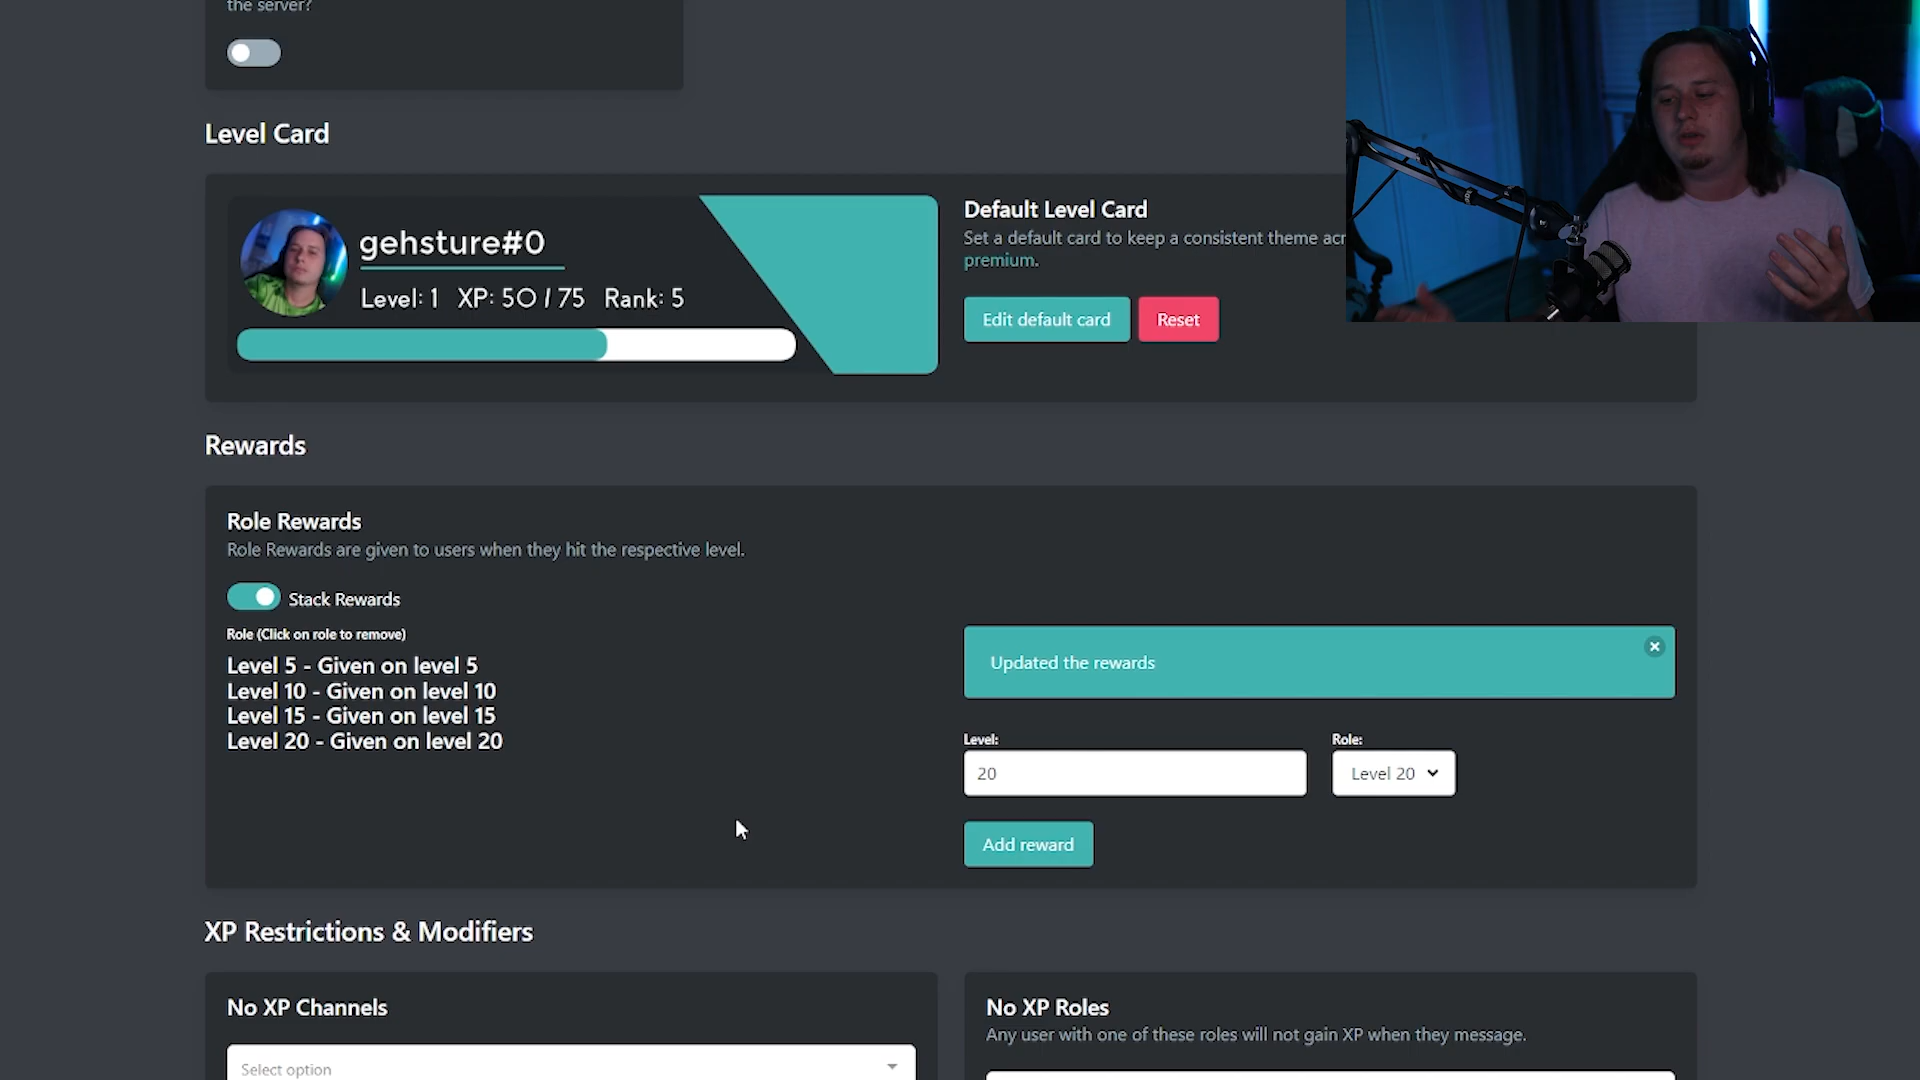 the server?
Level Card
gehsture#0
Level: 1 XP: 50 / 75 Rank: 5
Default Level Card
Set a default card to keep a consistent theme acr
premium.
Edit default card
Reset
Rewards
Role Rewards
Role Rewards are given to users when they hit the respective level.
Stack Rewards
Role (Click on role to remove)
Level 5 - Given on level 5
Level 10 - Given on level 10
Level 15 - Given on level 15
Level 20 - Given on level 20
Updated the rewards
Level:
Role:
20
Level 20
Add reward
XP Restrictions & Modifiers
No XP Channels
Select option
No XP Roles
Any user with one of these roles will not gain XP when they message.